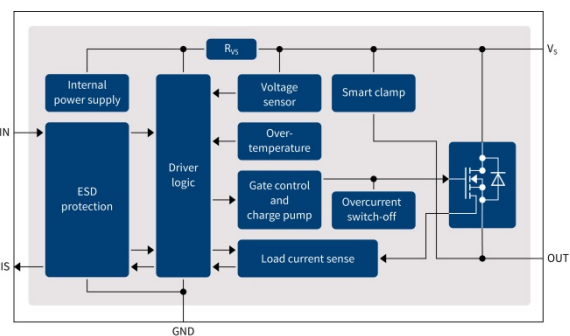 RVS
VS
Internal
power supply
Voltage
sensor
Smart clamp
IN
Over-
temperature
ESD
protection
Driver
logic
Gate control
and
charge pump
Overcurrent
switch-off
Load current sense
OUT
IS
GND